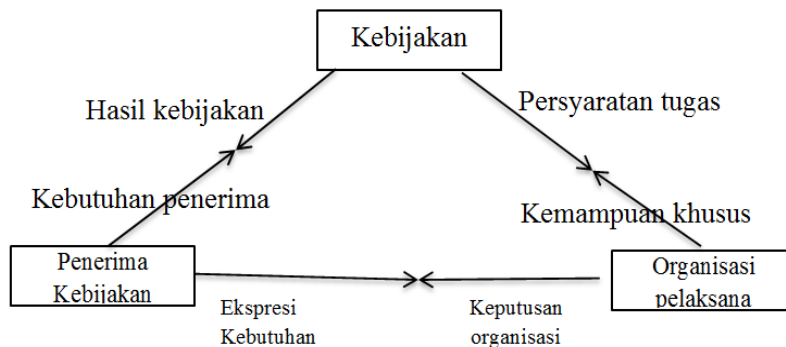 Kebijakan
Hasil kebijakan
Persyaratan tugas
Kebutuhan penerima
Kemampuan khusus
Penerima
Kebijakan
Organisasi
pelaksana
Ekspresi
Kebutuhan
Keputusan
organisasi